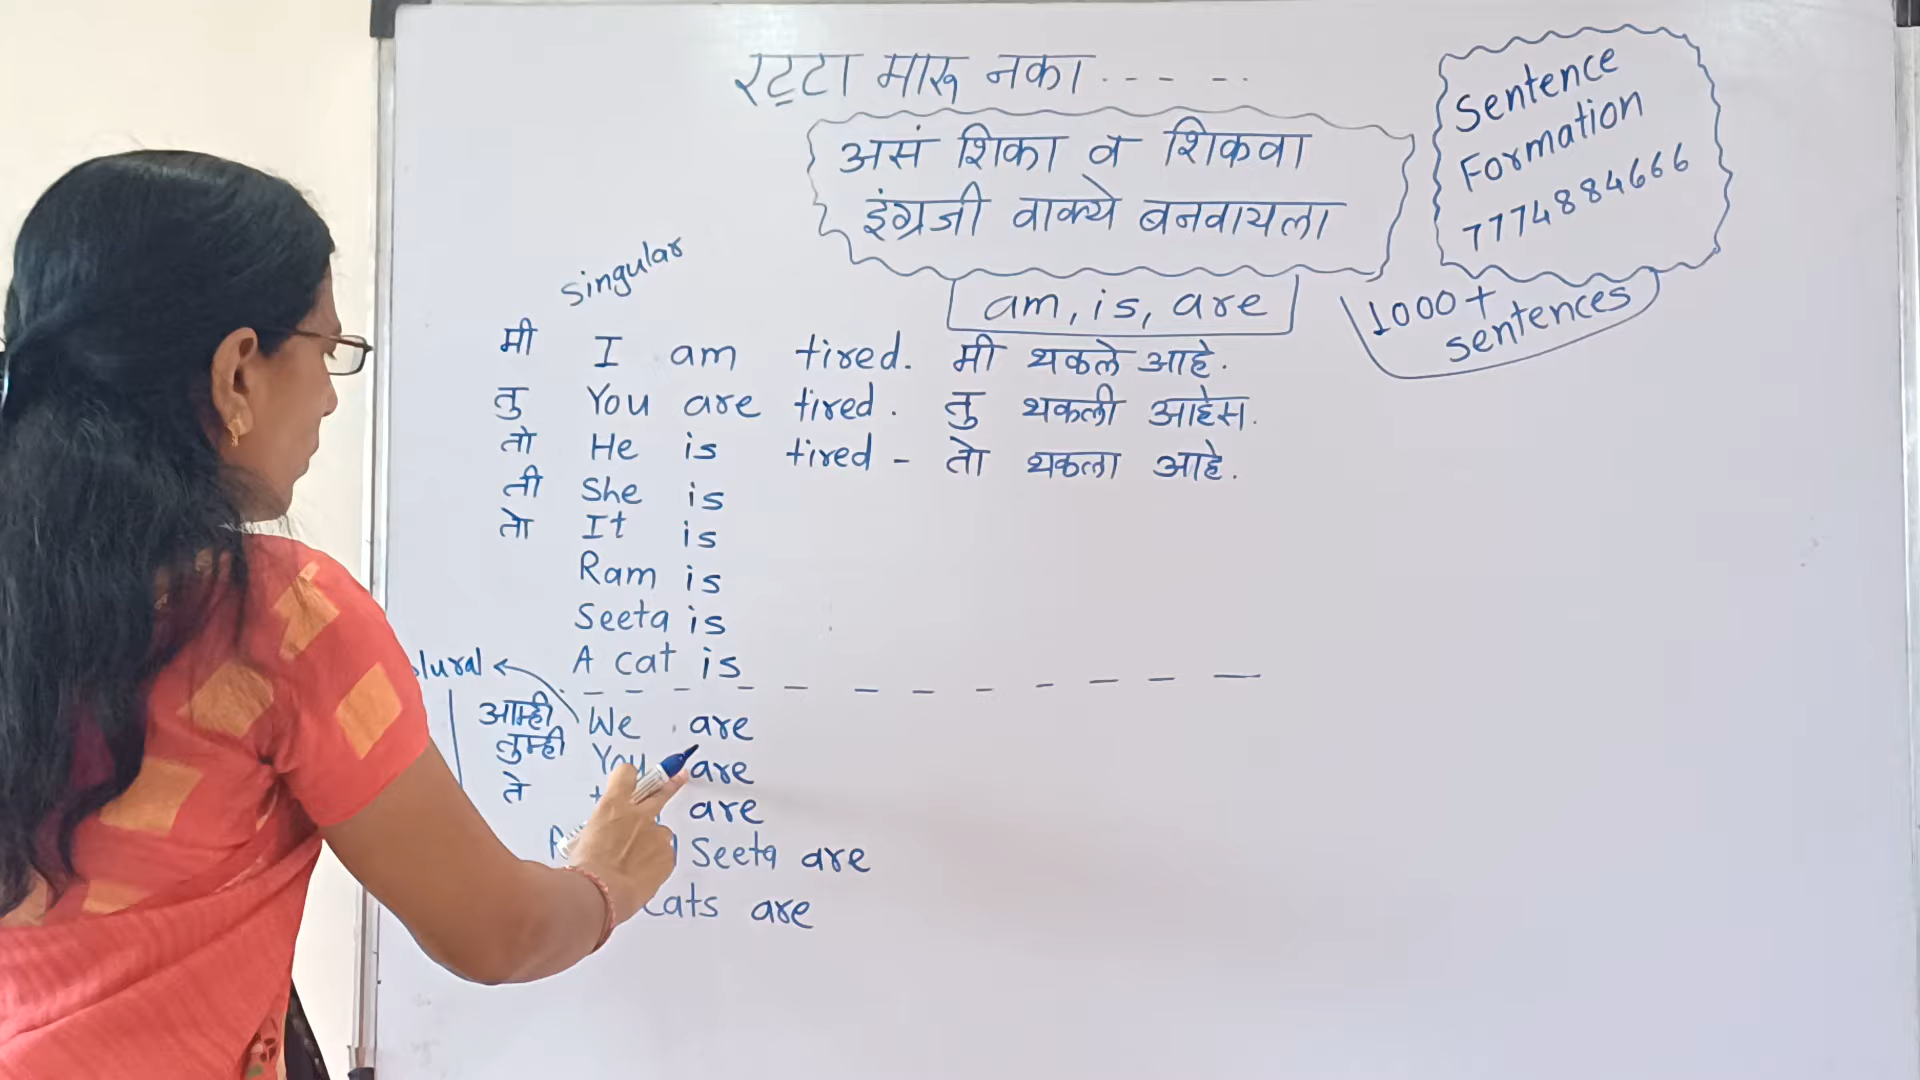 रट्टा मारू नका.---  -..
असं शिका व शिकवा
इंग्रजी वाक्ये बनवायला
Sentence
Formation
7774884666
1000+
sentences
am, is, are
Singular
मी I am tired. मी थकले आहे.
तु You are tired. तु थकली आहेस.
तो He is tired - तो थकला आहे.
ती She is
तो It is
Ram is
Seeta is
A cat is
आम्ही We are
तुम्ही You are
ते are
Seeta are
Cats are